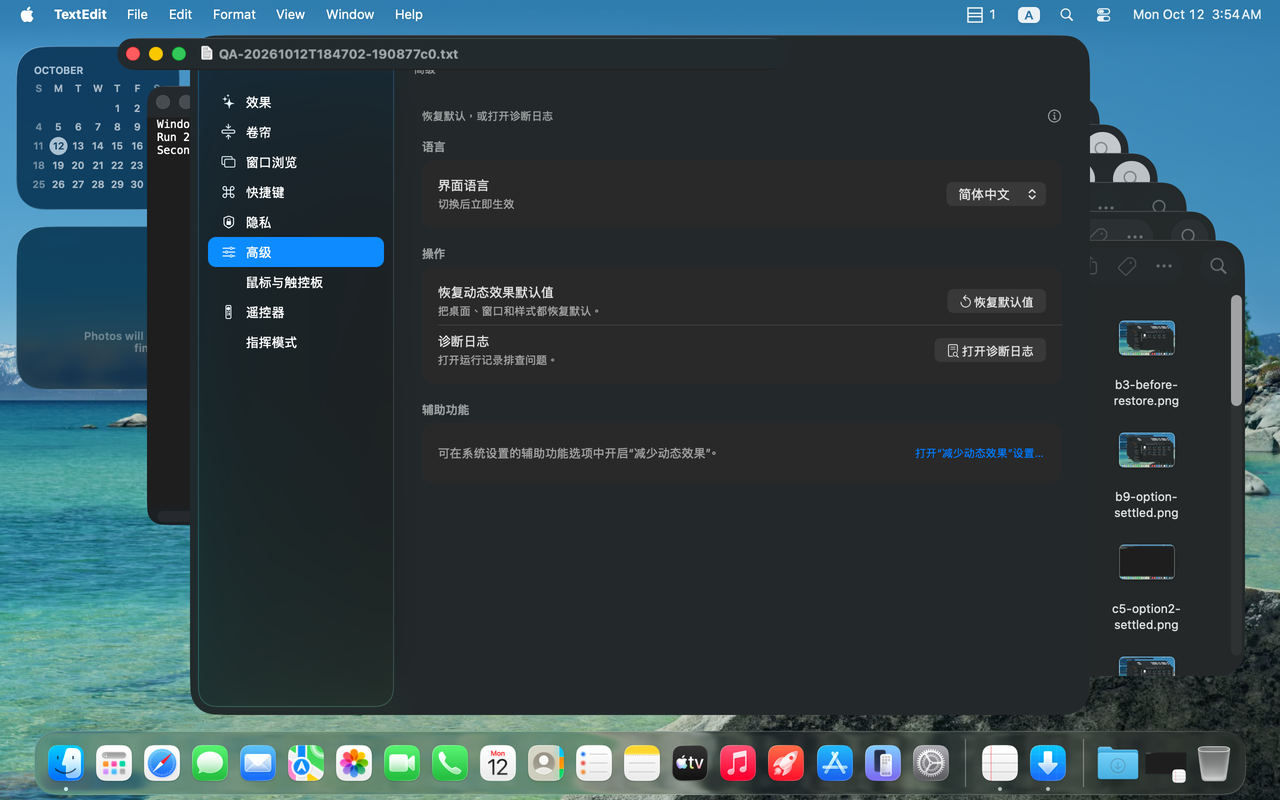 TextEdit File Edit Format View Window Help
1 A Mon Oct 12 3:54 AM
QA-20261012T184702-190877c0.txt
OCTOBER
S M T W T F S
1 2
4 5 6 7 8 9
11 12 13 14 15 16
18 19 20 21 22 23
25 26 27 28 29 30
Photos will
Windo
Run 2
Secon
效果
卷帘
窗口浏览
快捷键
隐私
高级
鼠标与触控板
遥控器
指挥模式
高级
恢复默认，或打开诊断日志
语言
界面语言
切换后立即生效
简体中文
操作
恢复动态效果默认值
把桌面、窗口和样式都恢复默认。
恢复默认值
诊断日志
打开运行记录排查问题。
打开诊断日志
辅助功能
可在系统设置的辅助功能选项中开启“减少动态效果”。
打开“减少动态效果”设置...
b3-before-
restore.png
b9-option-
settled.png
c5-option2-
settled.png
Mon
12
tv